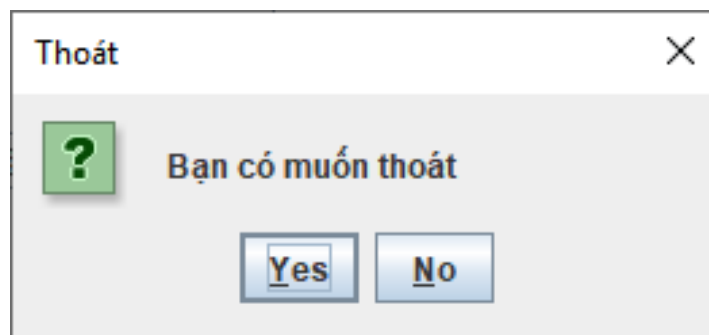 Thoát
?
Bạn có muốn thoát
Yes No